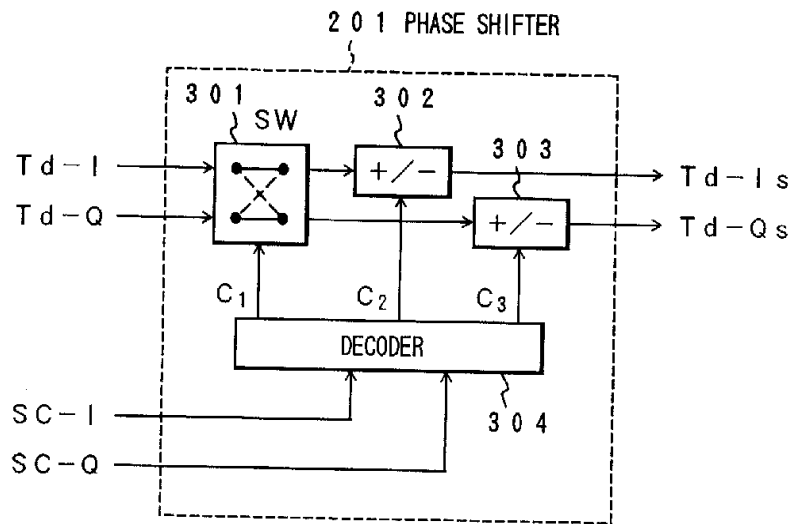 201 PHASE SHIFTER
301
SW
302
303
Td-I
+/-
Td-Is
Td-Q
+/-
Td-Qs
C1
C2
C3
DECODER
SC-I
304
SC-Q